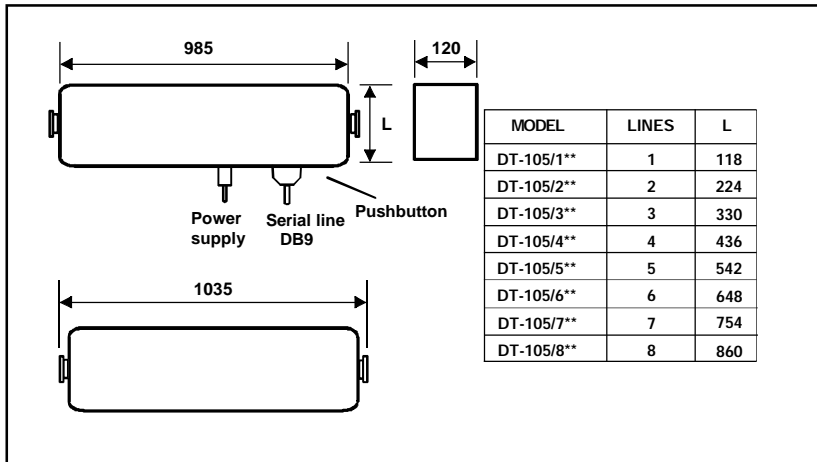 985
120
L
Power
supply
Serial line
DB9
Pushbutton
1035
MODEL LINES L
DT-105/1** 1 118
DT-105/2** 2 224
DT-105/3** 3 330
DT-105/4** 4 436
DT-105/5** 5 542
DT-105/6** 6 648
DT-105/7** 7 754
DT-105/8** 8 860